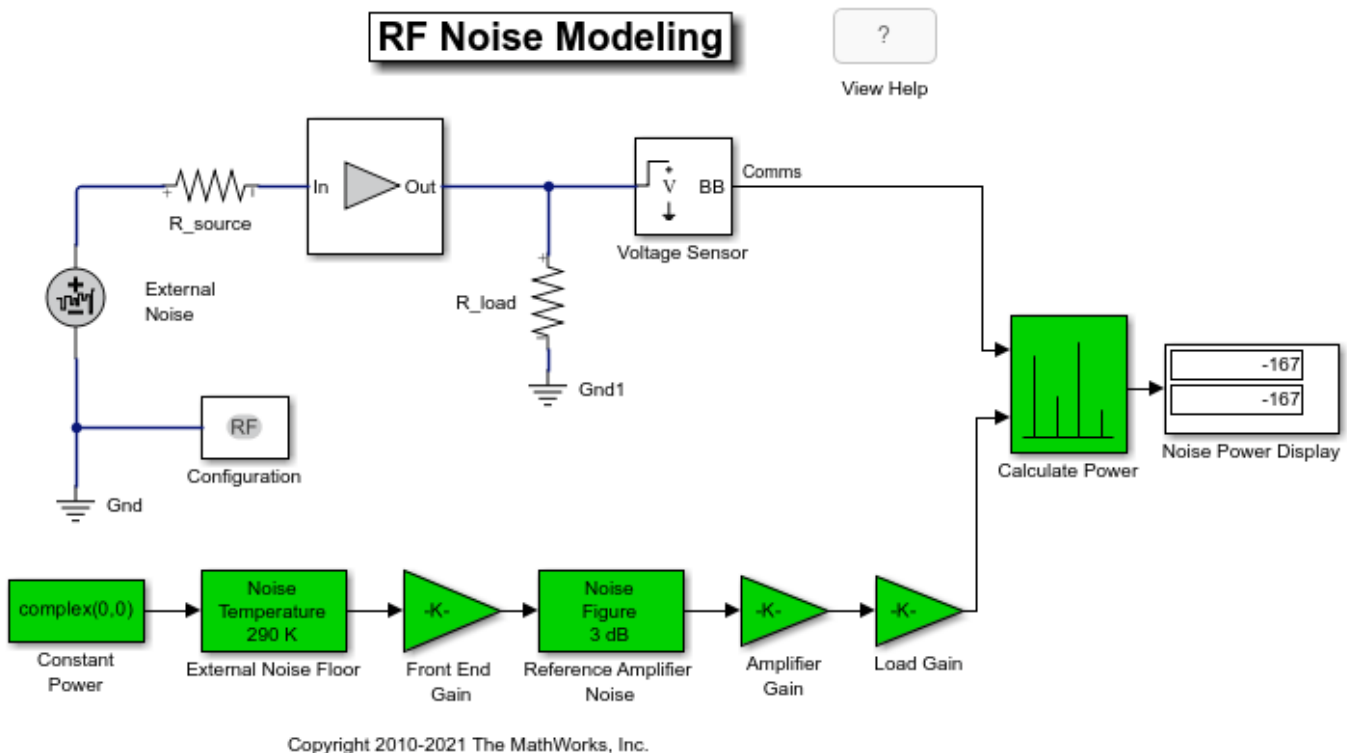 RF Noise Modeling
?
View Help
In
Out
V
BB
Comms
R_source
Voltage Sensor
External
Noise
R_load
Gnd1
RF
Configuration
Gnd
-167
-167
Calculate Power
Noise Power Display
complex(0,0)
Constant
Power
Noise
Temperature
290 K
External Noise Floor
-K-
Front End
Gain
Noise
Figure
3 dB
Reference Amplifier
Noise
-K-
Amplifier
Gain
-K-
Load Gain
Copyright 2010-2021 The MathWorks, Inc.